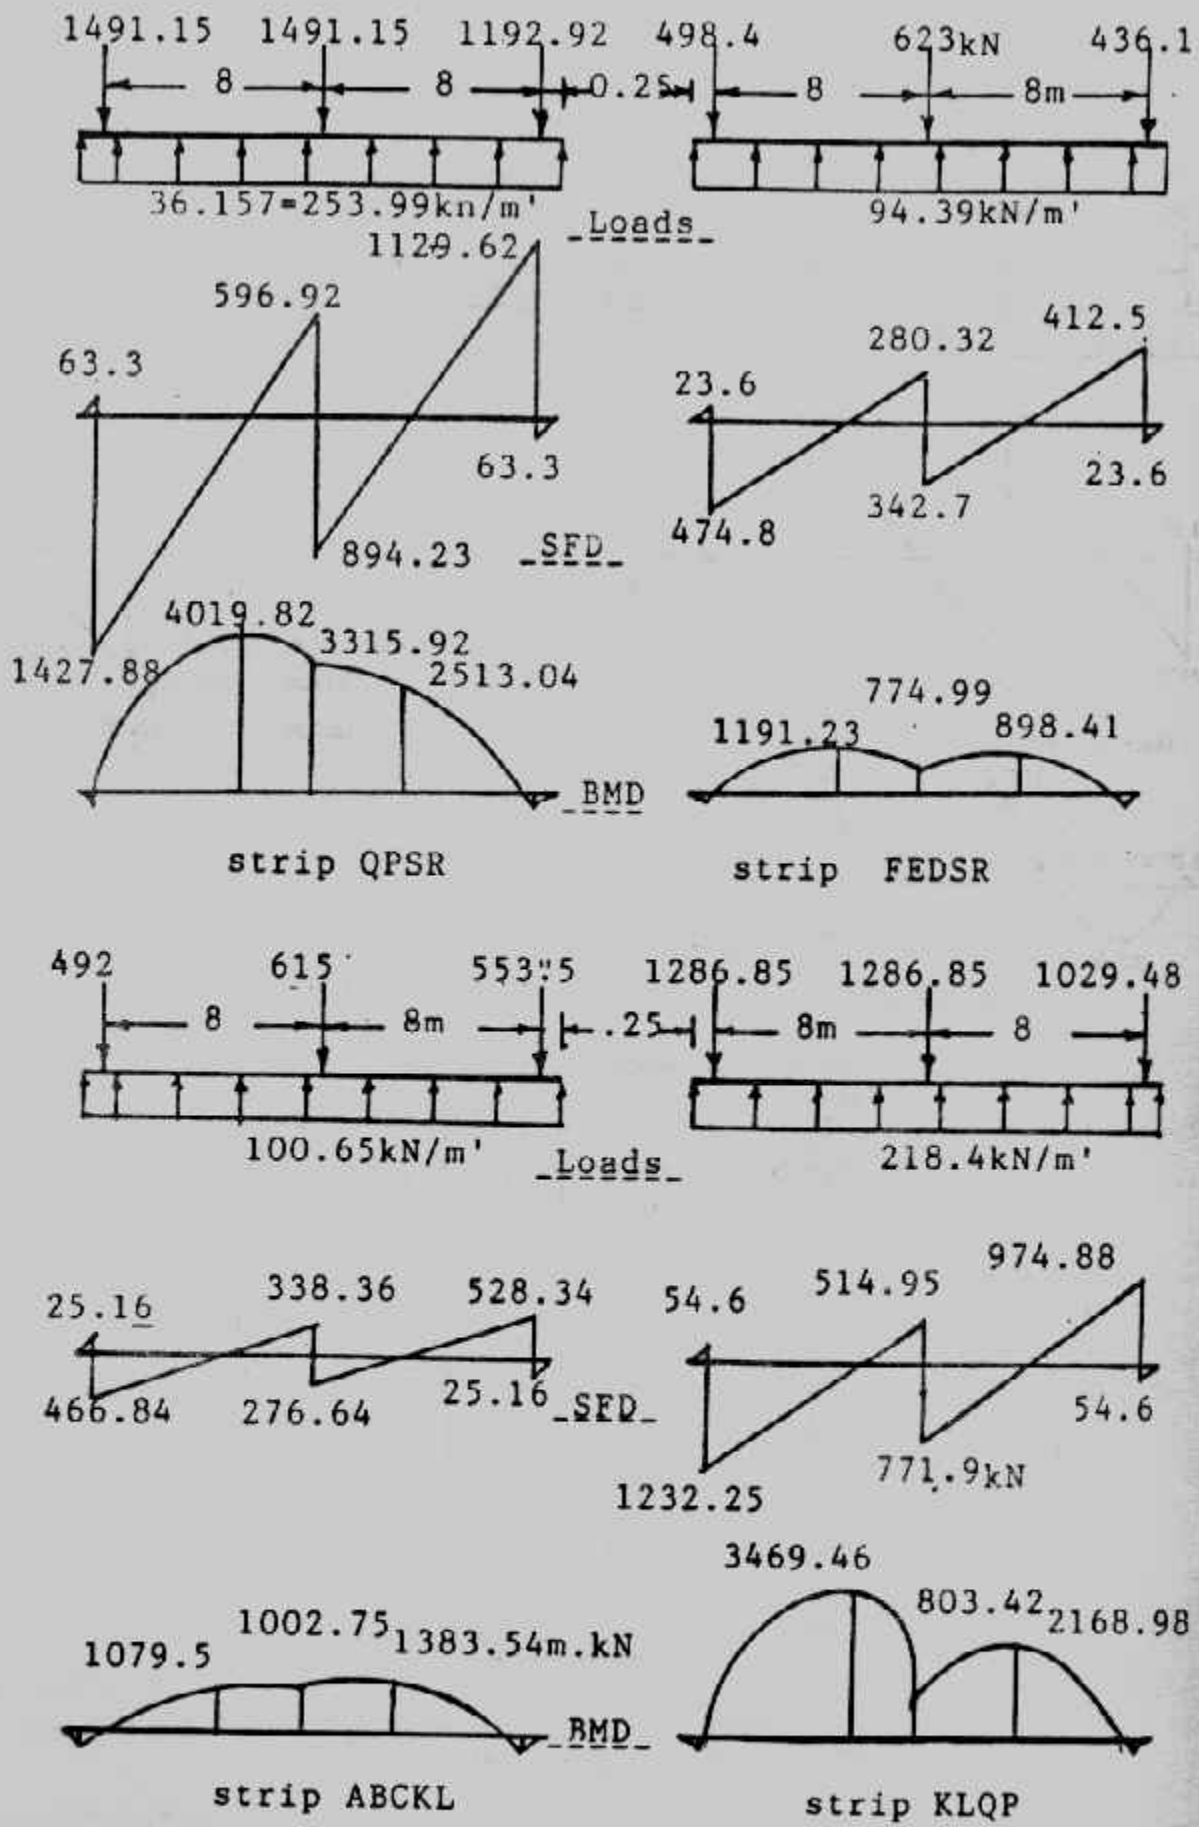 1491.15 1491.15 1192.92 498.4 623kN 436.1
8 8 0.25 8 8m
36.157=253.99kn/m' 94.39kN/m'
Loads
1129.62
596.92
63.3
63.3
894.23
1427.88
412.5
280.32
23.6
23.6
342.7
474.8
SFD
4019.82
3315.92
2513.04
774.99
1191.23 898.41
BMD
strip QPSR strip FEDSR
492 615 553.5 1286.85 1286.85 1029.48
8 8m .25 8m 8
100.65kN/m' 218.4kN/m'
Loads
25.16 338.36 528.34
466.84 276.64 25.16
974.88
54.6 514.95
54.6
771.9kN
1232.25
SFD
1079.5 1002.75 1383.54m.kN
3469.46
803.42 2168.98
BMD
strip ABCKL strip KLQP